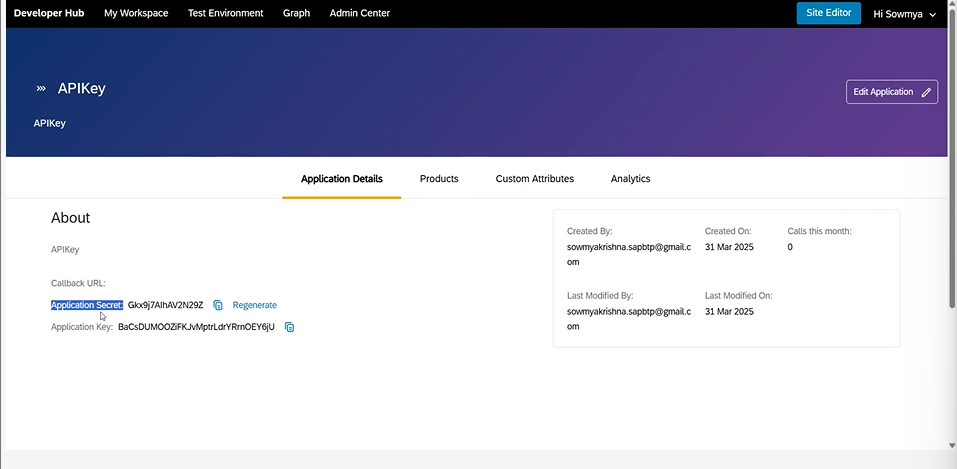 Developer Hub My Workspace Test Environment Graph Admin Center Site Editor Hi Sowmya
APIKey
Edit Application
APIKey
Application Details Products Custom Attributes Analytics
About
APIKey
Callback URL:
Application Secret: Gkx9j7AIhAV2N29Z Regenerate
Application Key: BaCsDUMOOZiFKJvMptrLdrYRrnOEY6jU
Created By: Created On: Calls this month:
sowmyakrishna.sapbtp@gmail.c 31 Mar 2025 0
om
Last Modified By: Last Modified On:
sowmyakrishna.sapbtp@gmail.c 31 Mar 2025
om